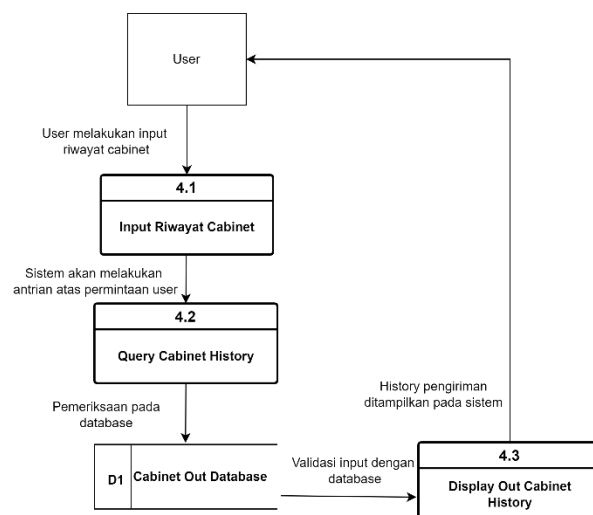 User
User melakukan input
riwayat cabinet
4.1
Input Riwayat Cabinet
Sistem akan melakukan
antrian atas permintaan user
4.2
Query Cabinet History
Pemeriksaan pada
database
D1
Cabinet Out Database
Validasi input dengan
database
4.3
Display Out Cabinet
History
History pengiriman
ditampilkan pada sistem